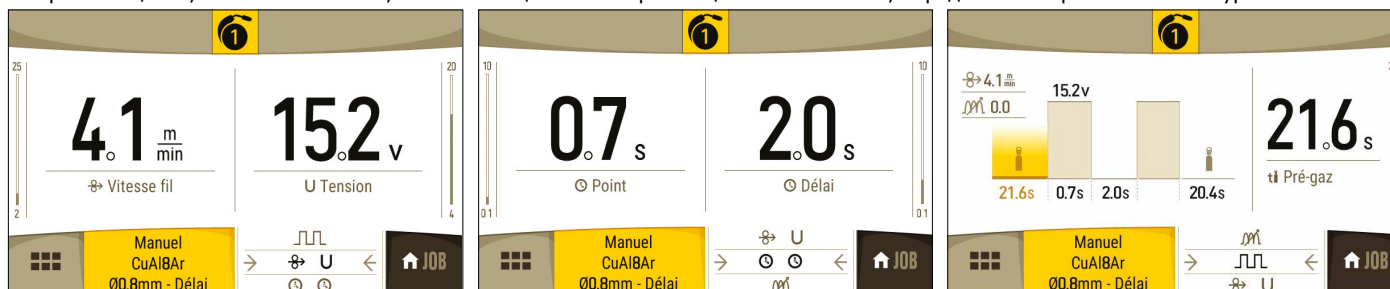 1
25
20
4.1 m/min
15.2 V
Vitesse fil
U Tension
2
4
Manuel
CuAl8Ar
Ø0.8mm - Délai
U
JOB
1
10
10
0.7 s
2.0 s
Point
Délai
0.1
0.1
Manuel
CuAl8Ar
Ø0.8mm - Délai
U
JOB
1
4.1 m/min
0.0
15.2v
21.6 s
Pré-gaz
21.6s 0.7s 2.0s 20.4s
Manuel
CuAl8Ar
Ø0.8mm - Délai
U
JOB